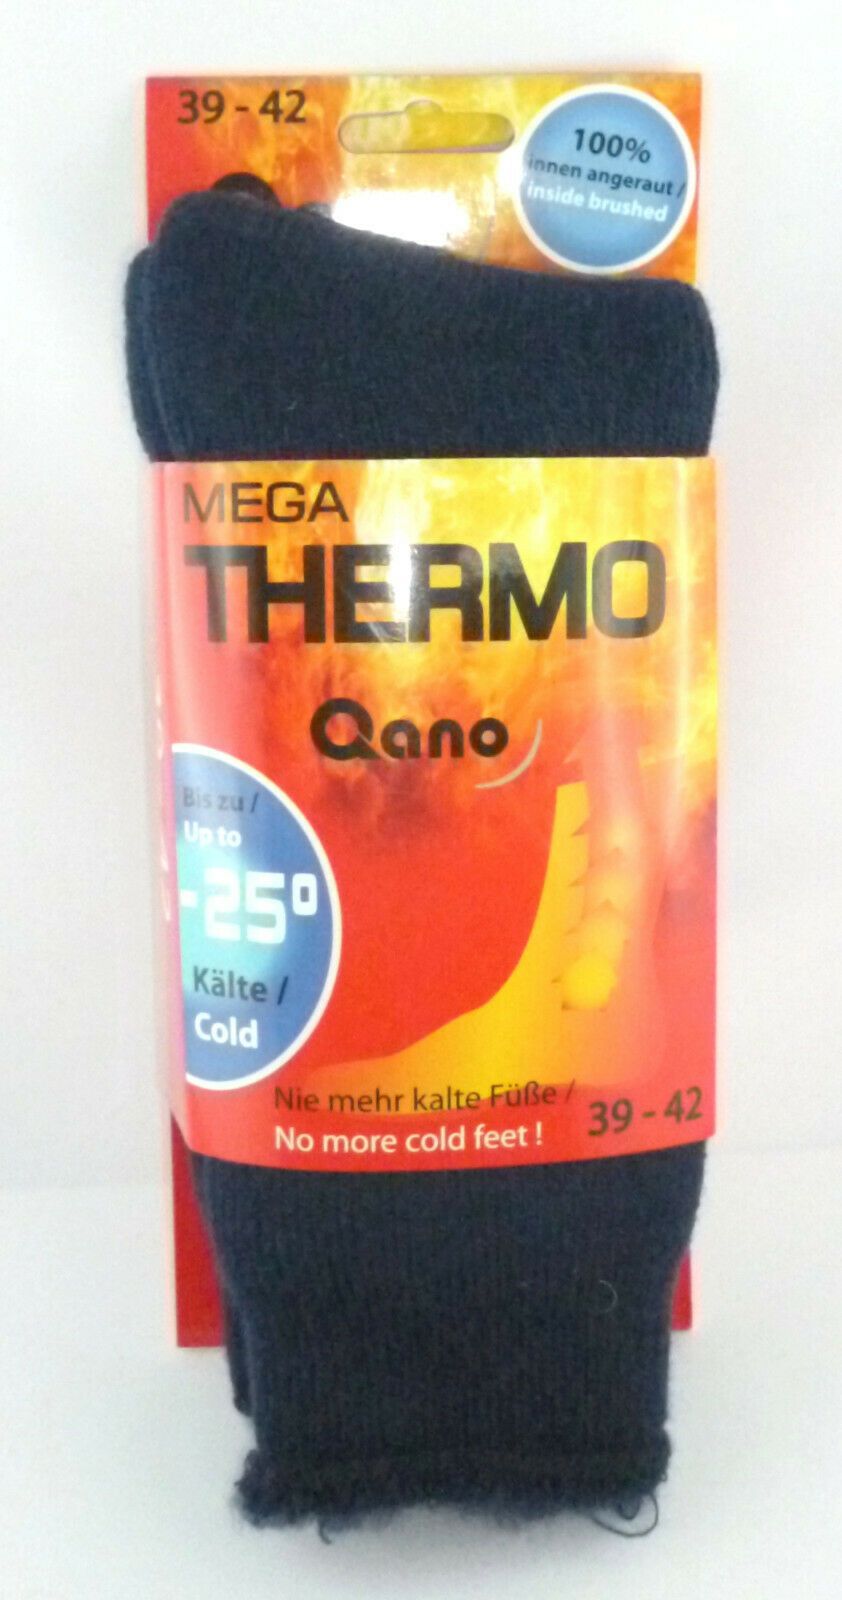 39 - 42
100%
innen angeraut /
inside brushed
MEGA
THERMO
Qano
Bis zu /
Up to
-25°
Kälte /
Cold
Nie mehr kalte Füße /
No more cold feet !
39 - 42